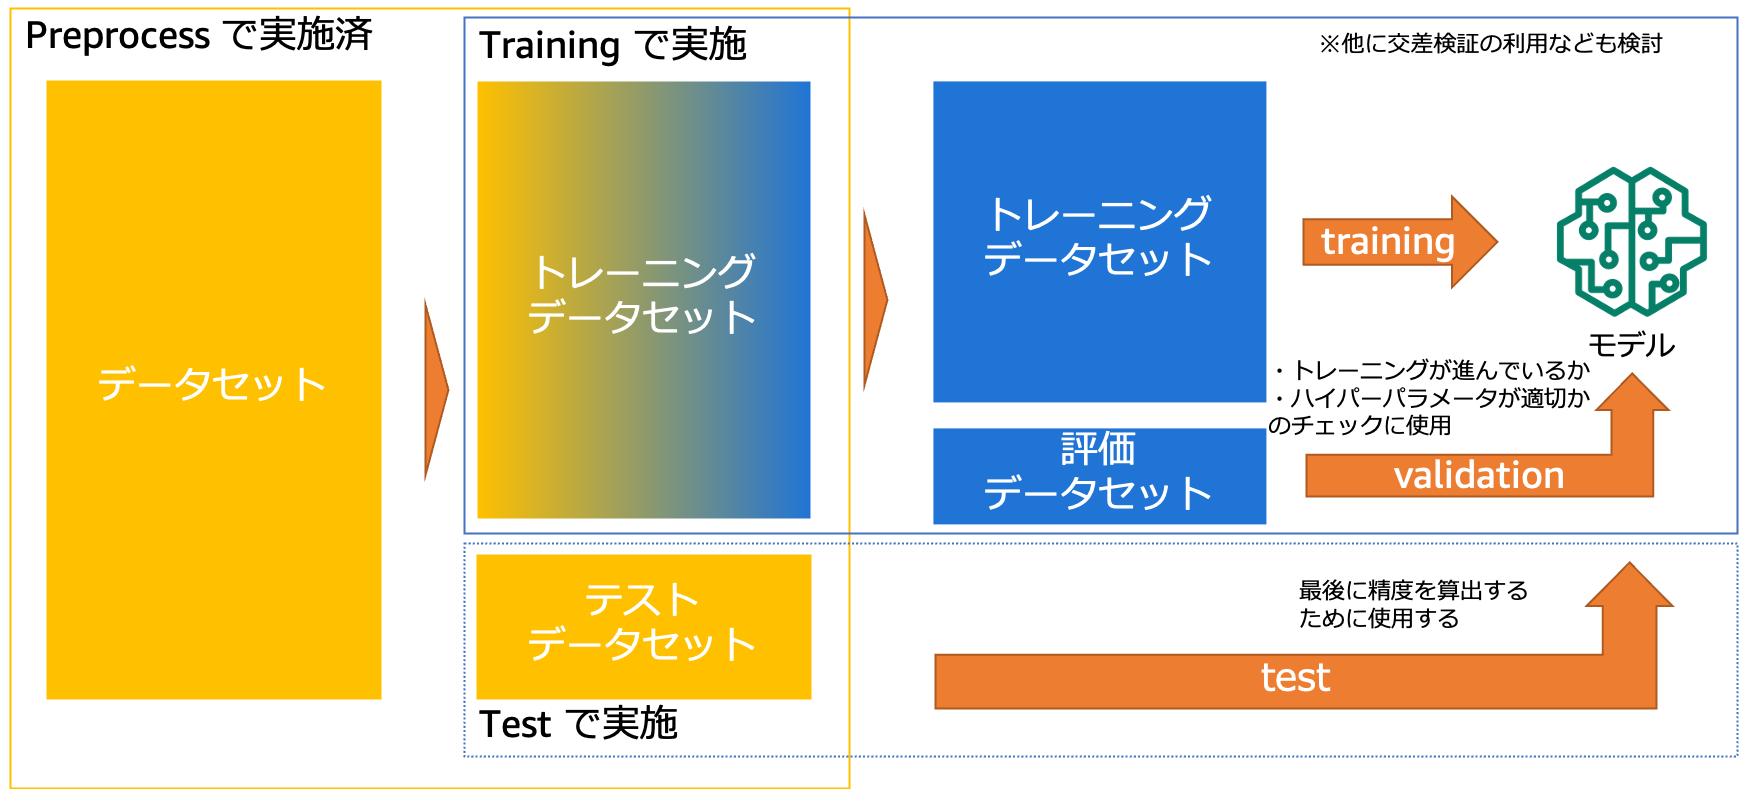 Preprocess で実施済
Training で実施
※他に交差検証の利用なども検討
データセット
トレーニング
データセット
トレーニング
データセット
training
モデル
・トレーニングが進んでいるか
・ハイパーパラメータが適切か
のチェックに使用
評価
データセット
validation
テスト
データセット
Test で実施
最後に精度を算出する
ために使用する
test